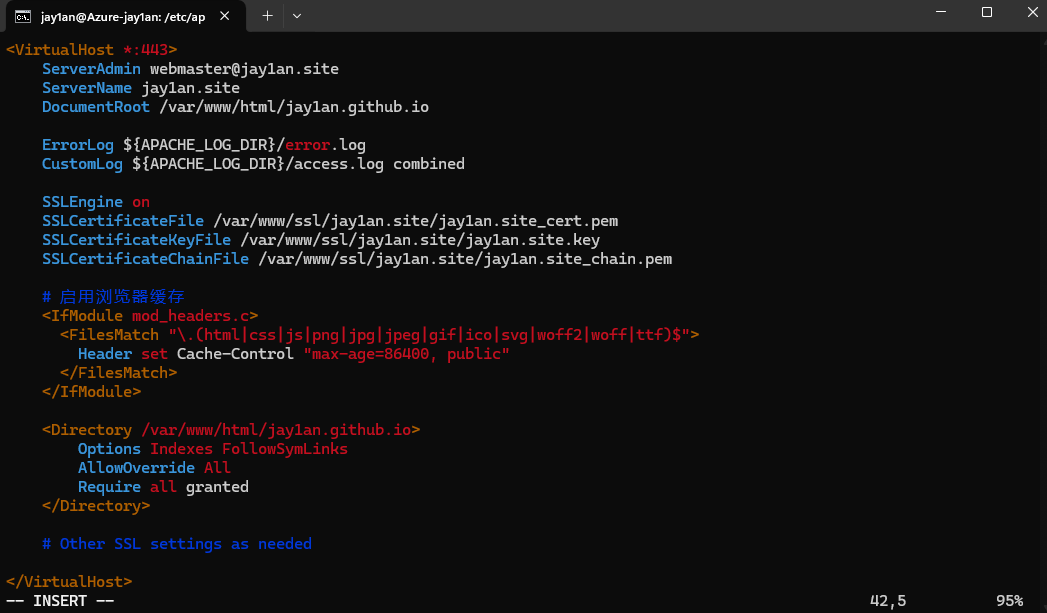 jay1an@Azure-jay1an: /etc/ap
<VirtualHost *:443>
    ServerAdmin webmaster@jay1an.site
    ServerName jay1an.site
    DocumentRoot /var/www/html/jay1an.github.io

    ErrorLog ${APACHE_LOG_DIR}/error.log
    CustomLog ${APACHE_LOG_DIR}/access.log combined

    SSLEngine on
    SSLCertificateFile /var/www/ssl/jay1an.site/jay1an.site_cert.pem
    SSLCertificateKeyFile /var/www/ssl/jay1an.site/jay1an.site.key
    SSLCertificateChainFile /var/www/ssl/jay1an.site/jay1an.site_chain.pem

    # 启用浏览器缓存
    <IfModule mod_headers.c>
      <FilesMatch "\.(html|css|js|png|jpg|jpeg|gif|ico|svg|woff2|woff|ttf)$">
        Header set Cache-Control "max-age=86400, public"
      </FilesMatch>
    </IfModule>

    <Directory /var/www/html/jay1an.github.io>
        Options Indexes FollowSymLinks
        AllowOverride All
        Require all granted
    </Directory>

    # Other SSL settings as needed

</VirtualHost>
-- INSERT -- 42,5 95%